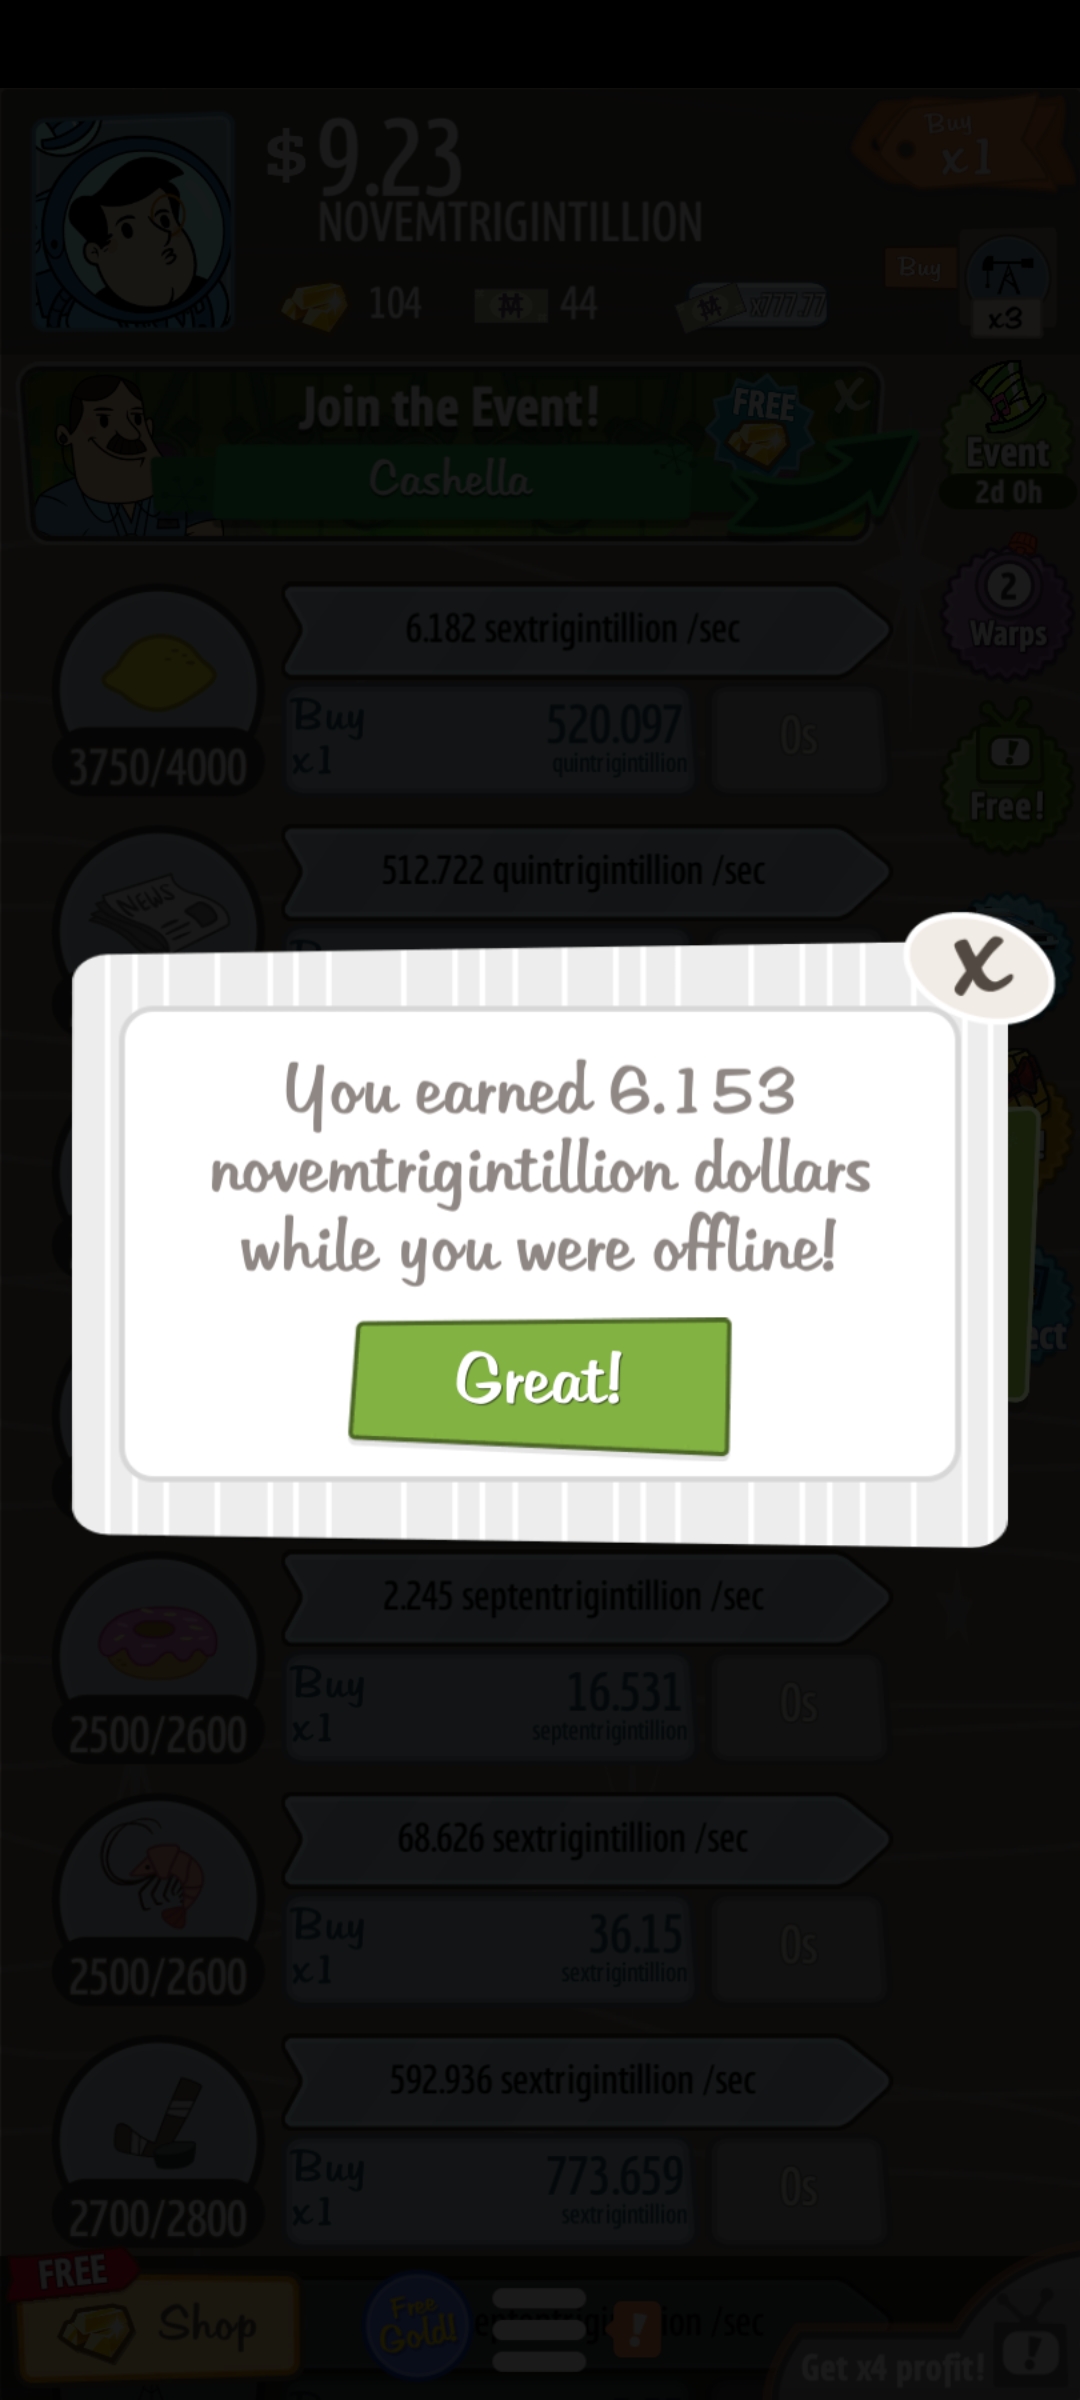 $9.23
NOVEMTRIGINTILLION
Buy
x1
104
44
x777.77
Buy
x3
Join the Event!
FREE
X
Cashella
Event
2d 0h
6.182 sextrigintillion /sec
2
Warps
Buy
x1
520.097
quintrigintillion
0s
3750/4000
!
Free!
NEWS
512.722 quintrigintillion /sec
X
You earned 6.153
novemtrigintillion dollars
while you were offline!
Great!
2.245 septentrigintillion /sec
Buy
x1
16.531
septentrigintillion
0s
2500/2600
68.626 sextrigintillion /sec
Buy
x1
36.15
sextrigintillion
0s
2500/2600
592.936 sextrigintillion /sec
Buy
x1
773.659
sextrigintillion
0s
2700/2800
FREE
Shop
Free
Gold!
!
/sec
Get x4 profit!
!